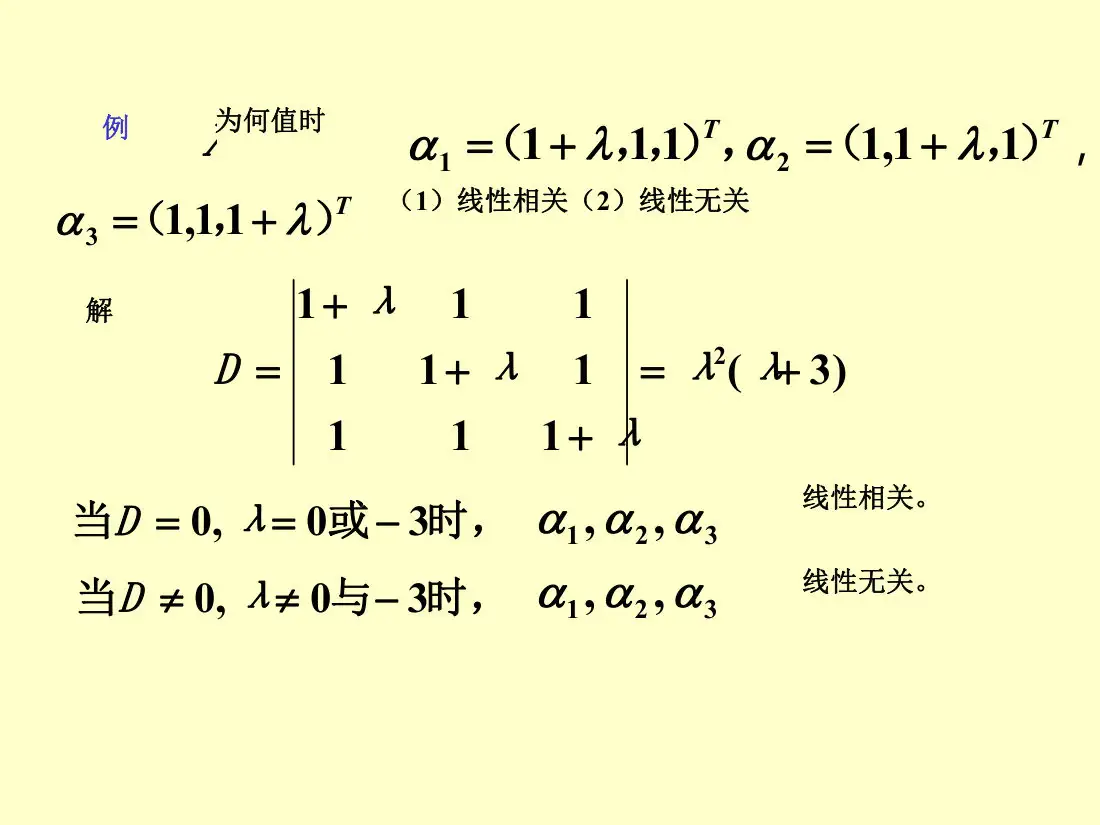 例 λ为何值时 α₁ =（1 + λ，1，1）ᵀ，α₂ =（1,1 + λ，1）ᵀ，
α₃ =（1,1，1 + λ）ᵀ （1）线性相关（2）线性无关
解
1 + λ 1 1
D = 1 1 + λ 1 = λ²( λ + 3)
1 1 1 + λ
当D = 0, λ = 0或 − 3时， α₁ , α₂ , α₃ 线性相关。
当D ≠ 0, λ ≠ 0与 − 3时， α₁ , α₂ , α₃ 线性无关。